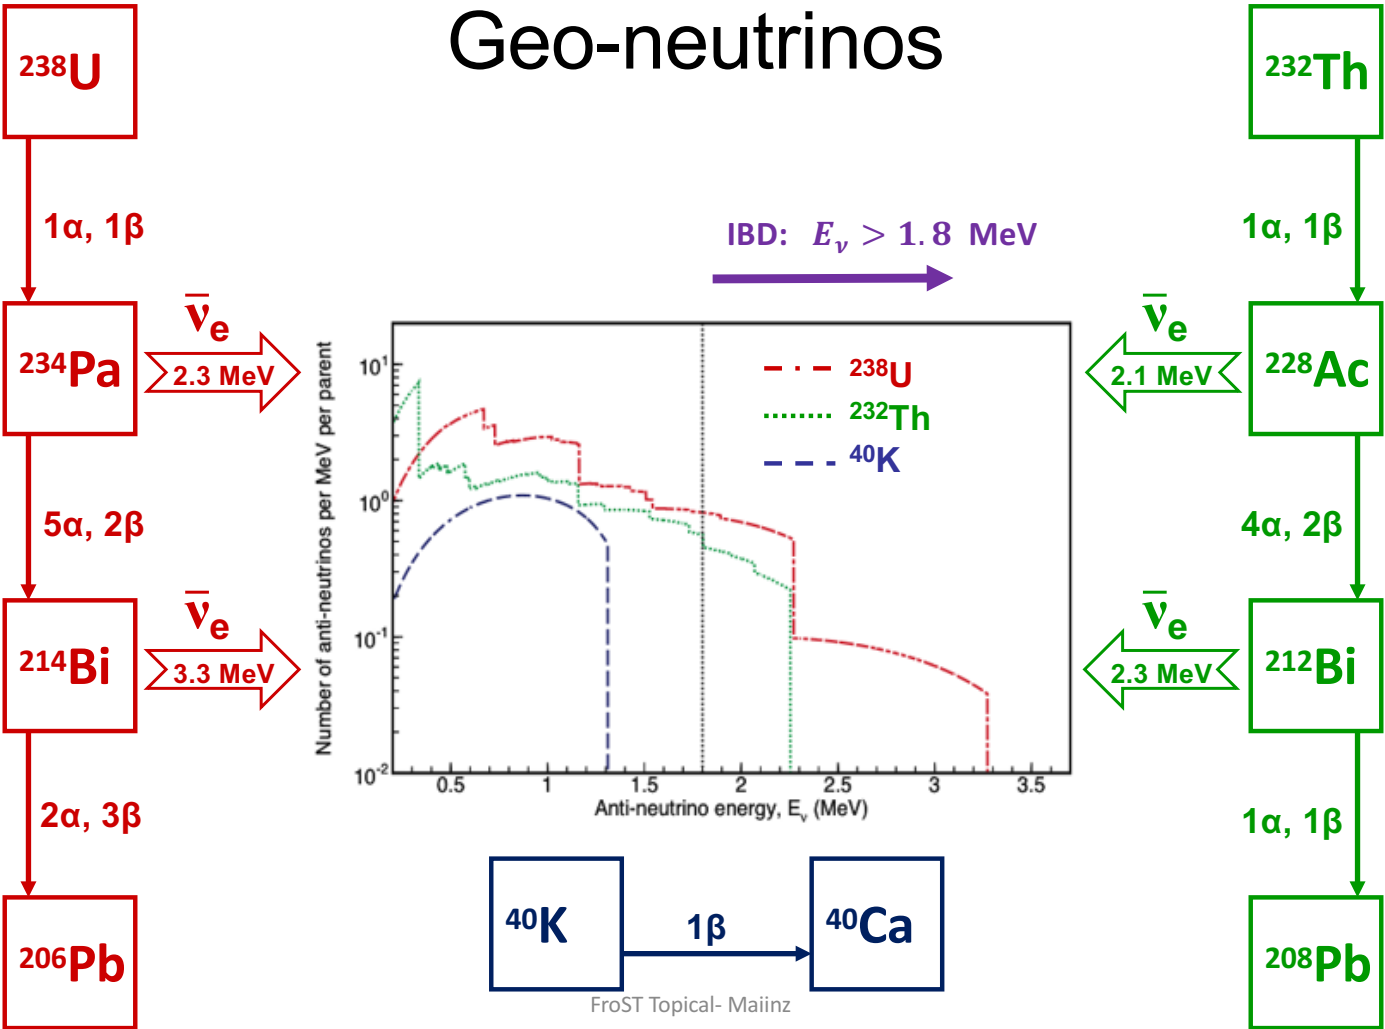 Geo-neutrinos
²³⁸U
1α, 1β
²³⁴Pa
ν̅e
2.3 MeV
5α, 2β
²¹⁴Bi
ν̅e
3.3 MeV
2α, 3β
²⁰⁶Pb
IBD: Eν > 1.8 MeV
Number of anti-neutrinos per MeV per parent
10¹
10⁰
10⁻¹
10⁻²
²³⁸U
²³²Th
⁴⁰K
0.5 1 1.5 2 2.5 3 3.5
Anti-neutrino energy, Eν (MeV)
⁴⁰K
1β
⁴⁰Ca
FroST Topical- Maiinz
²³²Th
1α, 1β
ν̅e
2.1 MeV
²²⁸Ac
4α, 2β
ν̅e
2.3 MeV
²¹²Bi
1α, 1β
²⁰⁸Pb